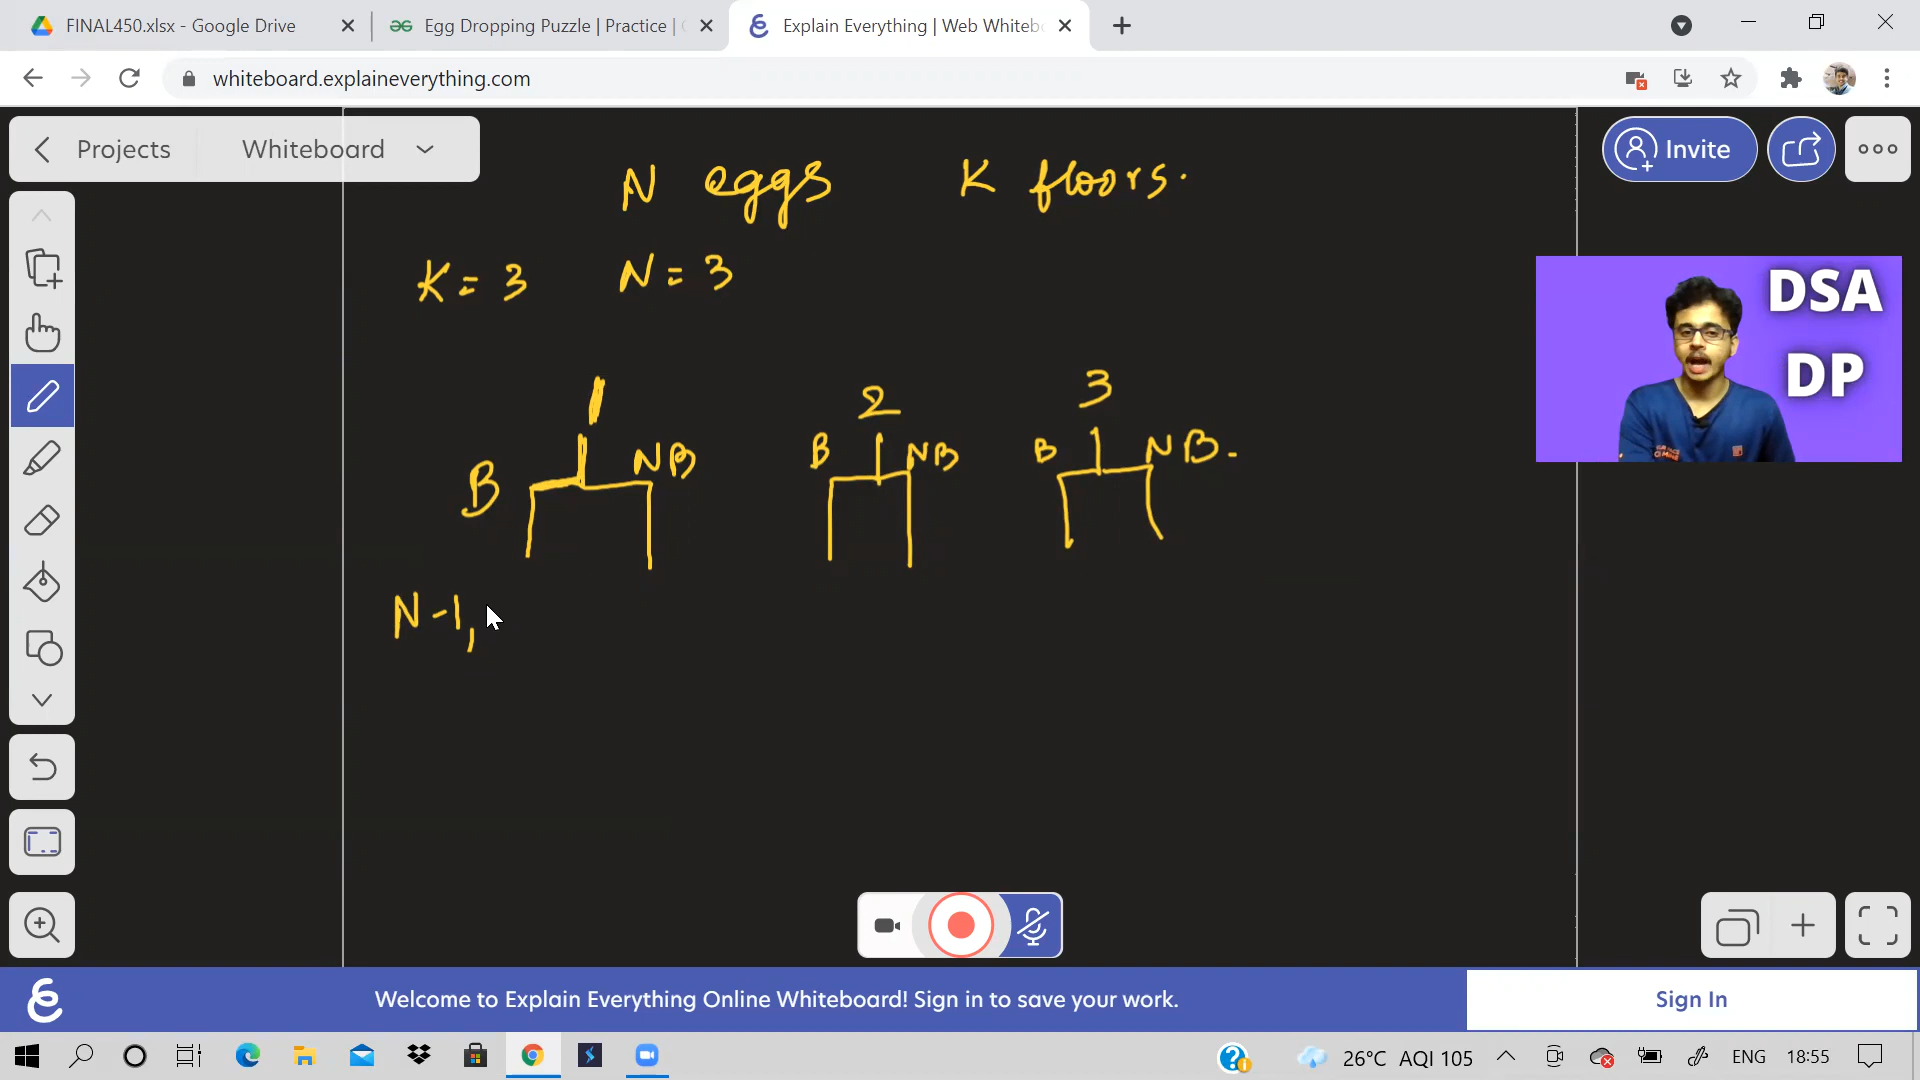 FINAL450.xlsx - Google Drive
Egg Dropping Puzzle | Practice |
Explain Everything | Web Whitebo
whiteboard.explaineverything.com
Projects
Whiteboard
Invite
N eggs K floors.
K = 3 N = 3
DSA
DP
1 2 3
B NB B NB B NB.
N-1,
Welcome to Explain Everything Online Whiteboard! Sign in to save your work.
Sign In
26°C AQI 105
ENG
18:55